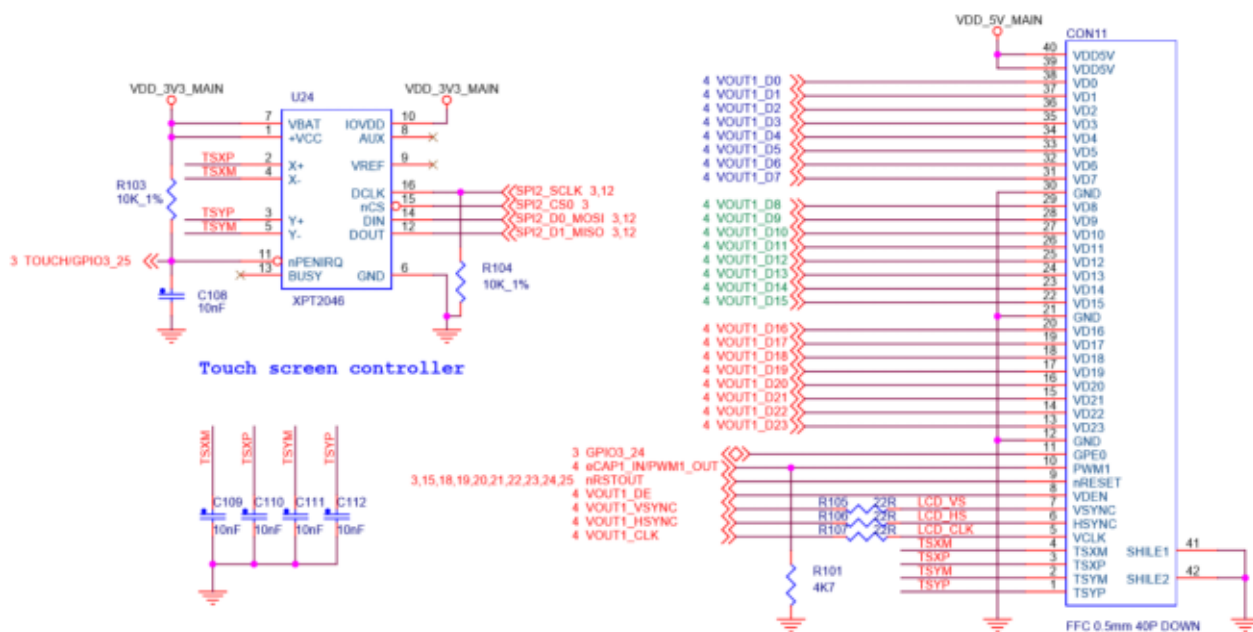 VDD_3V3_MAIN
U24
VDD_3V3_MAIN
7 VBAT IOVDD 10
1 +VCC AUX 8
TSXP 2 X+ VREF 9
TSXM 4 X-
DCLK 16 SPI2_SCLK 3,12
R103
10K_1%
nCS 15 SPI2_CS0 3
TSYP 3 Y+ DIN 14 SPI2_D0_MOSI 3,12
TSYM 5 Y- DOUT 12 SPI2_D1_MISO 3,12
3 TOUCH/GPIO3_25 11 nPENIRQ
13 BUSY GND 6
R104
10K_1%
C108
10nF
XPT2046
Touch screen controller
TSXM
TSXP
TSYM
TSYP
C109 C110 C111 C112
10nF 10nF 10nF 10nF
VDD_5V_MAIN
CON11
40 VDD5V
39 VDD5V
4 VOUT1_D0 38 VD0
4 VOUT1_D1 37 VD1
4 VOUT1_D2 36 VD2
4 VOUT1_D3 35 VD3
4 VOUT1_D4 34 VD4
4 VOUT1_D5 33 VD5
4 VOUT1_D6 32 VD6
4 VOUT1_D7 31 VD7
30 GND
4 VOUT1_D8 29 VD8
4 VOUT1_D9 28 VD9
4 VOUT1_D10 27 VD10
4 VOUT1_D11 26 VD11
4 VOUT1_D12 25 VD12
4 VOUT1_D13 24 VD13
4 VOUT1_D14 23 VD14
4 VOUT1_D15 22 VD15
21 GND
4 VOUT1_D16 20 VD16
4 VOUT1_D17 19 VD17
4 VOUT1_D18 18 VD18
4 VOUT1_D19 17 VD19
4 VOUT1_D20 16 VD20
4 VOUT1_D21 15 VD21
4 VOUT1_D22 14 VD22
4 VOUT1_D23 13 VD23
12 GND
3 GPIO3_24 11 GPE0
4 eCAP1_IN/PWM1_OUT 10 PWM1
3,15,18,19,20,21,22,23,24,25 nRSTOUT 9 nRESET
4 VOUT1_DE 8 VDEN
4 VOUT1_VSYNC R105 22R LCD_VS 7 VSYNC
4 VOUT1_HSYNC R106 22R LCD_HS 6 HSYNC
4 VOUT1_CLK R107 22R LCD_CLK 5 VCLK
TSXM 4 TSXM SHILE1 41
TSXP 3 TSXP
TSYM 2 TSYM SHILE2 42
TSYP 1 TSYP
R101
4K7
FFC 0.5mm 40P DOWN